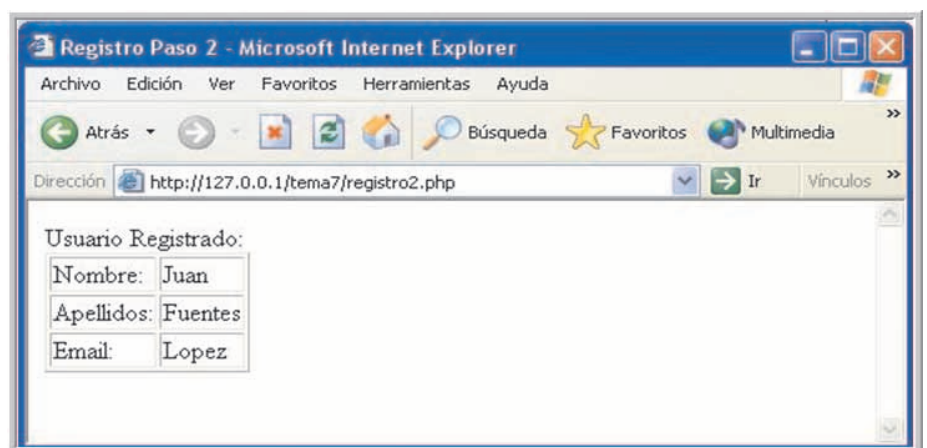 Registro Paso 2 - Microsoft Internet Explorer
Archivo Edición Ver Favoritos Herramientas Ayuda
Atrás Búsqueda Favoritos Multimedia »
Dirección http://127.0.0.1/tema7/registro2.php Ir Vínculos »
Usuario Registrado:
Nombre: Juan
Apellidos: Fuentes
Email: Lopez